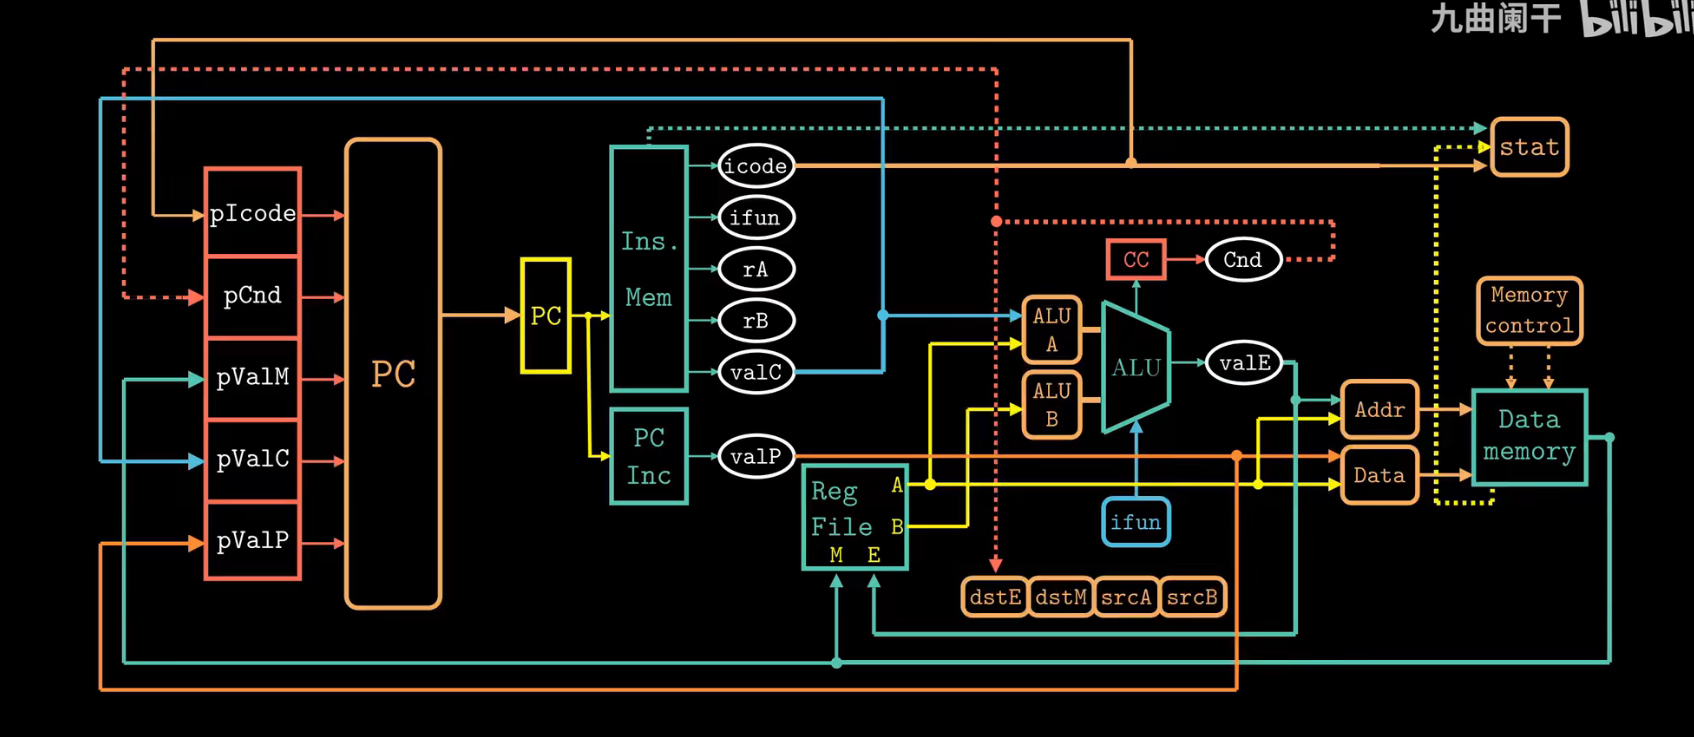 九曲阑干 bilibili
stat
icode
pIcode
ifun
Ins.
Mem
CC
Cnd
rA
pCnd
Memory
control
PC
rB
ALU
A
valC
ALU
valE
pValM
PC
ALU
B
Addr
Data
memory
PC
Inc
valP
pValC
Data
Reg
File
A
B
M E
ifun
pValP
dstE dstM srcA srcB